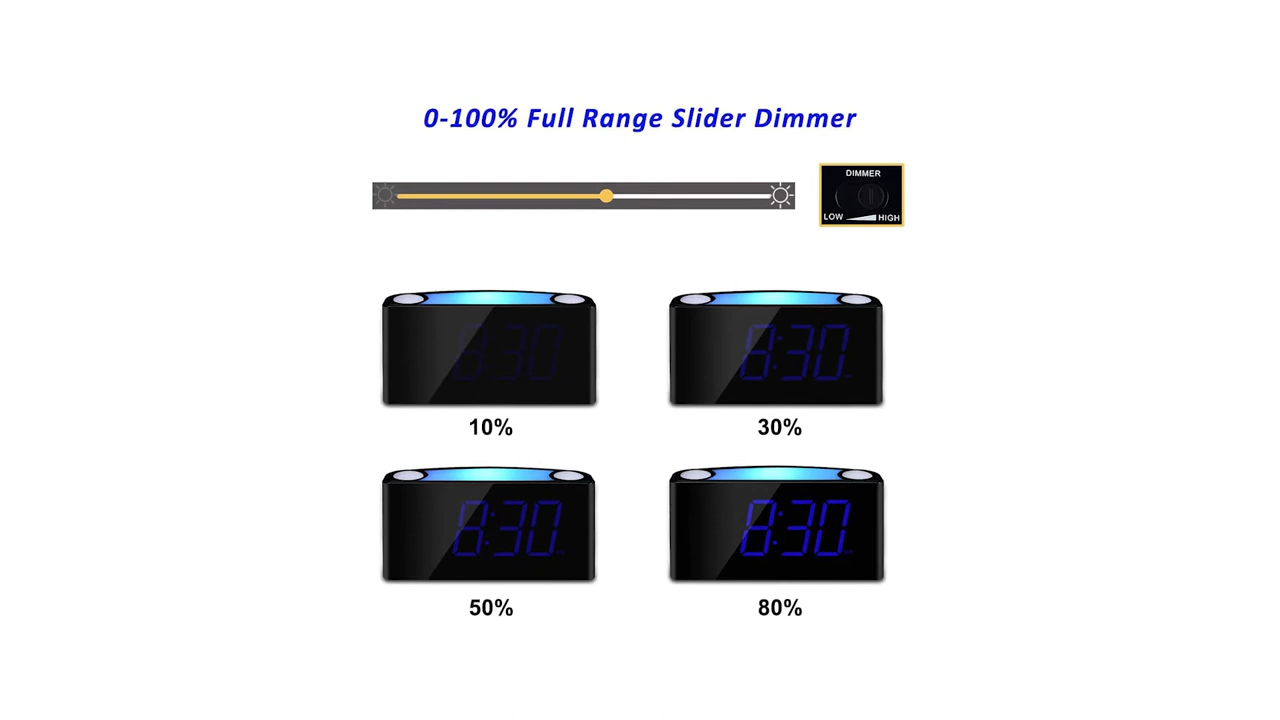 0-100% Full Range Slider Dimmer
DIMMER
LOW HIGH
8:30
8:30
10%
30%
8:30
8:30
50%
80%